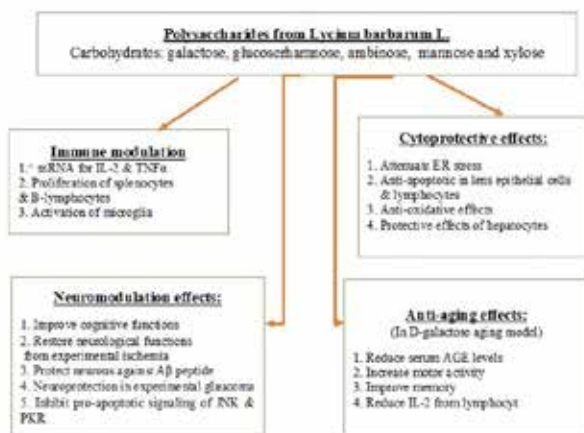 Polysaccharides from Lycium barbarum L.
Carbohydrates: galactose, glucoserhamnose, arabinose, mannose and xylose
Immune modulation
1.↑ mRNA for IL-2 & TNFα
2. Proliferation of splenocytes
& B-lymphocytes
3. Activation of microglia
Cytoprotective effects:
1. Attenuate ER stress
2. Anti-apoptotic in lens epithelial cells
& lymphocytes
3. Anti-oxidative effects
4. Protective effects of hepatocytes
Neuromodulation effects:
1. Improve cognitive functions
2. Restore neurological functions
from experimental ischemia
3. Protect neurons against Aβ peptide
4. Neuroprotection in experimental glaucoma
5. Inhibit pro-apoptotic signaling of JNK &
PKR
Anti-aging effects:
(In D-galactose aging model)
1. Reduce serum AGE levels
2. Increase motor activity
3. Improve memory
4. Reduce IL-2 from lymphocyt